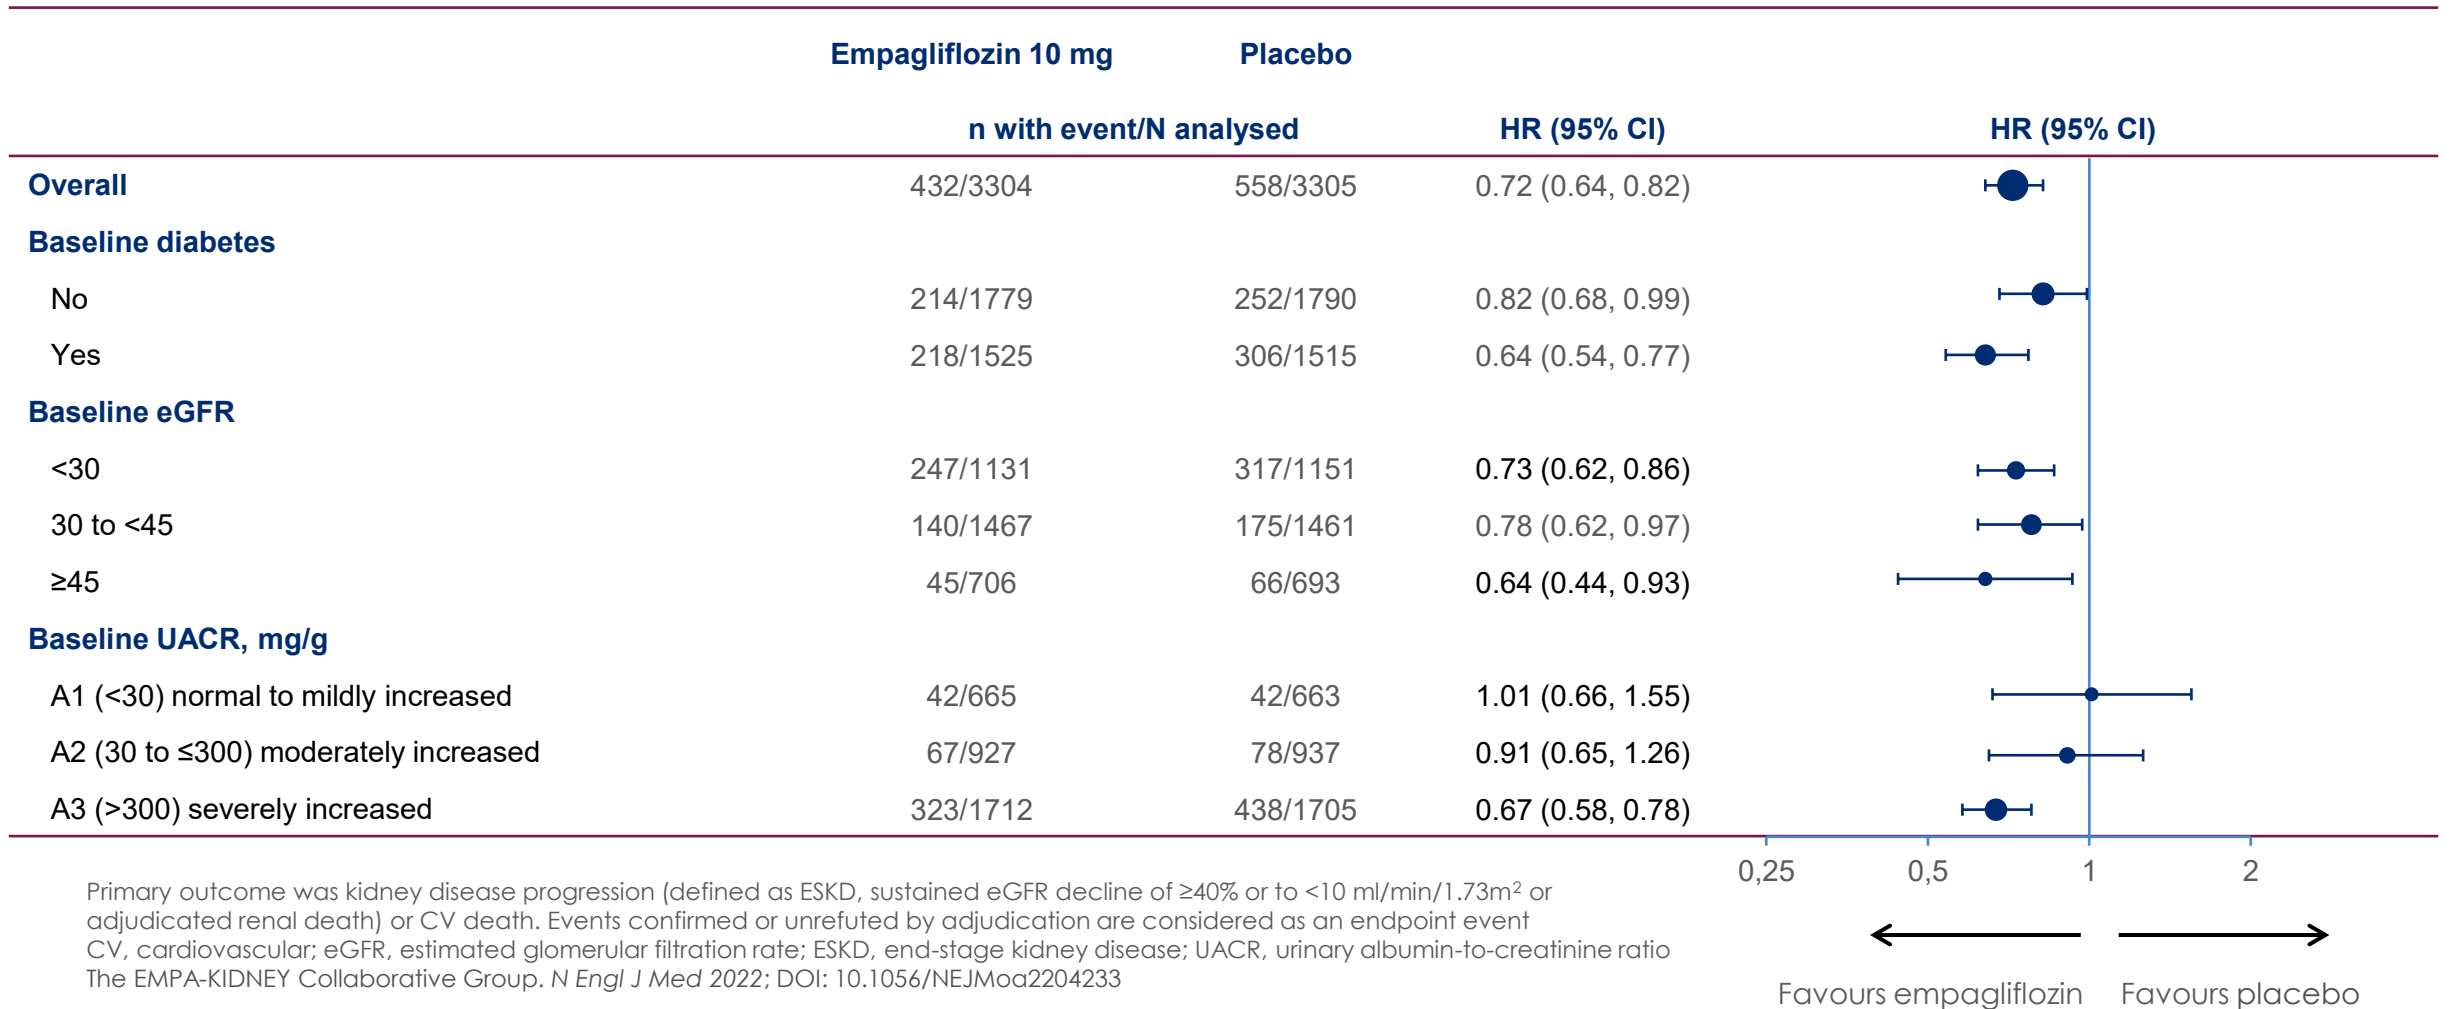 Empagliflozin 10 mg Placebo
n with event/N analysed HR (95% CI) HR (95% CI)
Overall 432/3304 558/3305 0.72 (0.64, 0.82)
Baseline diabetes
No 214/1779 252/1790 0.82 (0.68, 0.99)
Yes 218/1525 306/1515 0.64 (0.54, 0.77)
Baseline eGFR
<30 247/1131 317/1151 0.73 (0.62, 0.86)
30 to <45 140/1467 175/1461 0.78 (0.62, 0.97)
≥45 45/706 66/693 0.64 (0.44, 0.93)
Baseline UACR, mg/g
A1 (<30) normal to mildly increased 42/665 42/663 1.01 (0.66, 1.55)
A2 (30 to ≤300) moderately increased 67/927 78/937 0.91 (0.65, 1.26)
A3 (>300) severely increased 323/1712 438/1705 0.67 (0.58, 0.78)
0,25 0,5 1 2
Primary outcome was kidney disease progression (defined as ESKD, sustained eGFR decline of ≥40% or to <10 ml/min/1.73m² or
adjudicated renal death) or CV death. Events confirmed or unrefuted by adjudication are considered as an endpoint event
CV, cardiovascular; eGFR, estimated glomerular filtration rate; ESKD, end-stage kidney disease; UACR, urinary albumin-to-creatinine ratio
The EMPA-KIDNEY Collaborative Group. N Engl J Med 2022; DOI: 10.1056/NEJMoa2204233
Favours empagliflozin Favours placebo